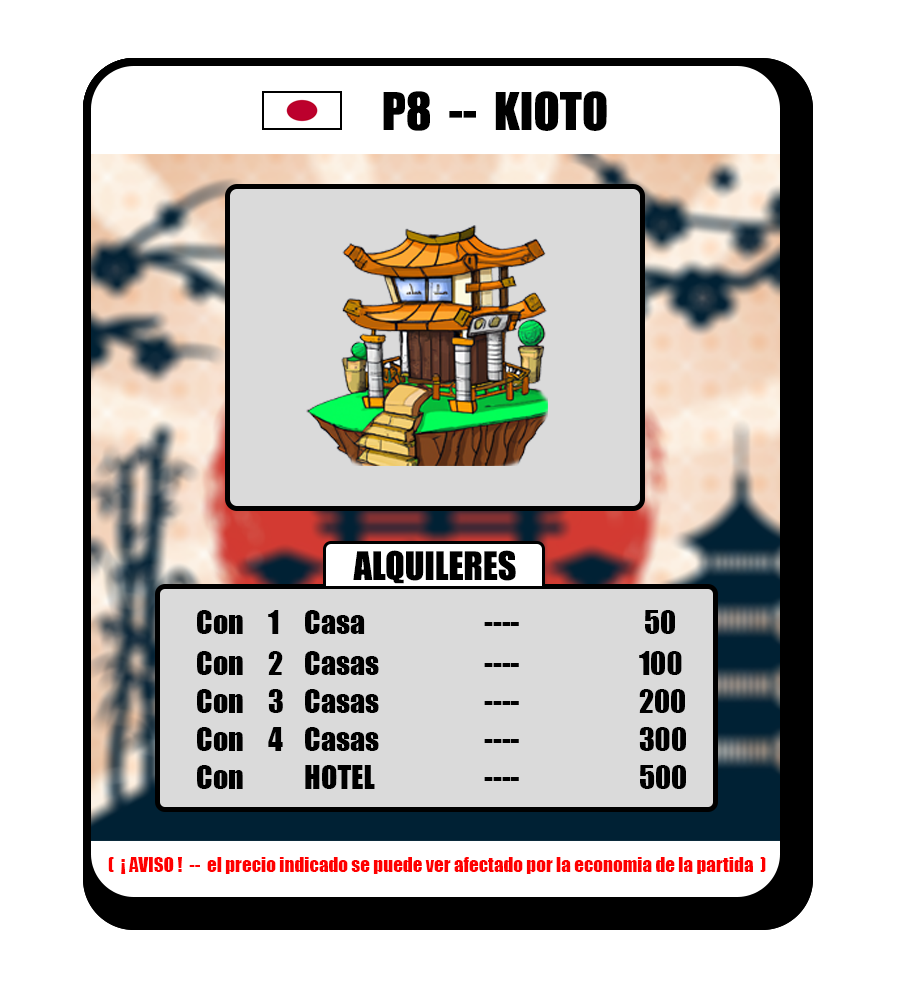 P8 -- KIOTO
ALQUILERES
Con 1 Casa ---- 50
Con 2 Casas ---- 100
Con 3 Casas ---- 200
Con 4 Casas ---- 300
Con HOTEL ---- 500
( ¡ AVISO ! -- el precio indicado se puede ver afectado por la economia de la partida )